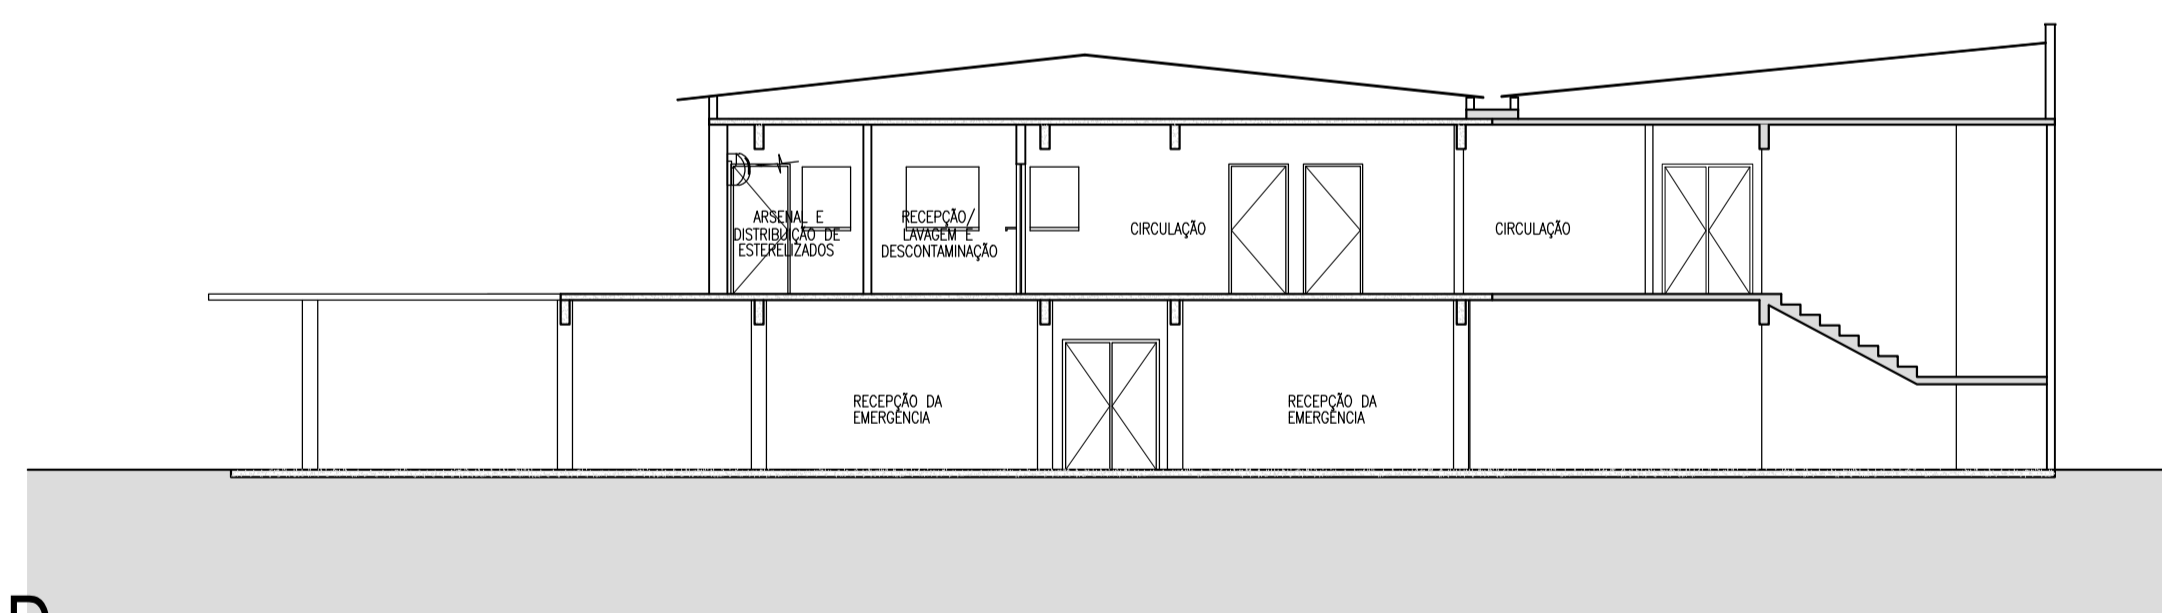 ARSENAL E
DISTRIBUIÇÃO DE
ESTERELIZADOS
RECEPÇÃO/
LAVAGEM E
DESCONTAMINAÇÃO
CIRCULAÇÃO
CIRCULAÇÃO
RECEPÇÃO DA
EMERGÊNCIA
RECEPÇÃO DA
EMERGÊNCIA